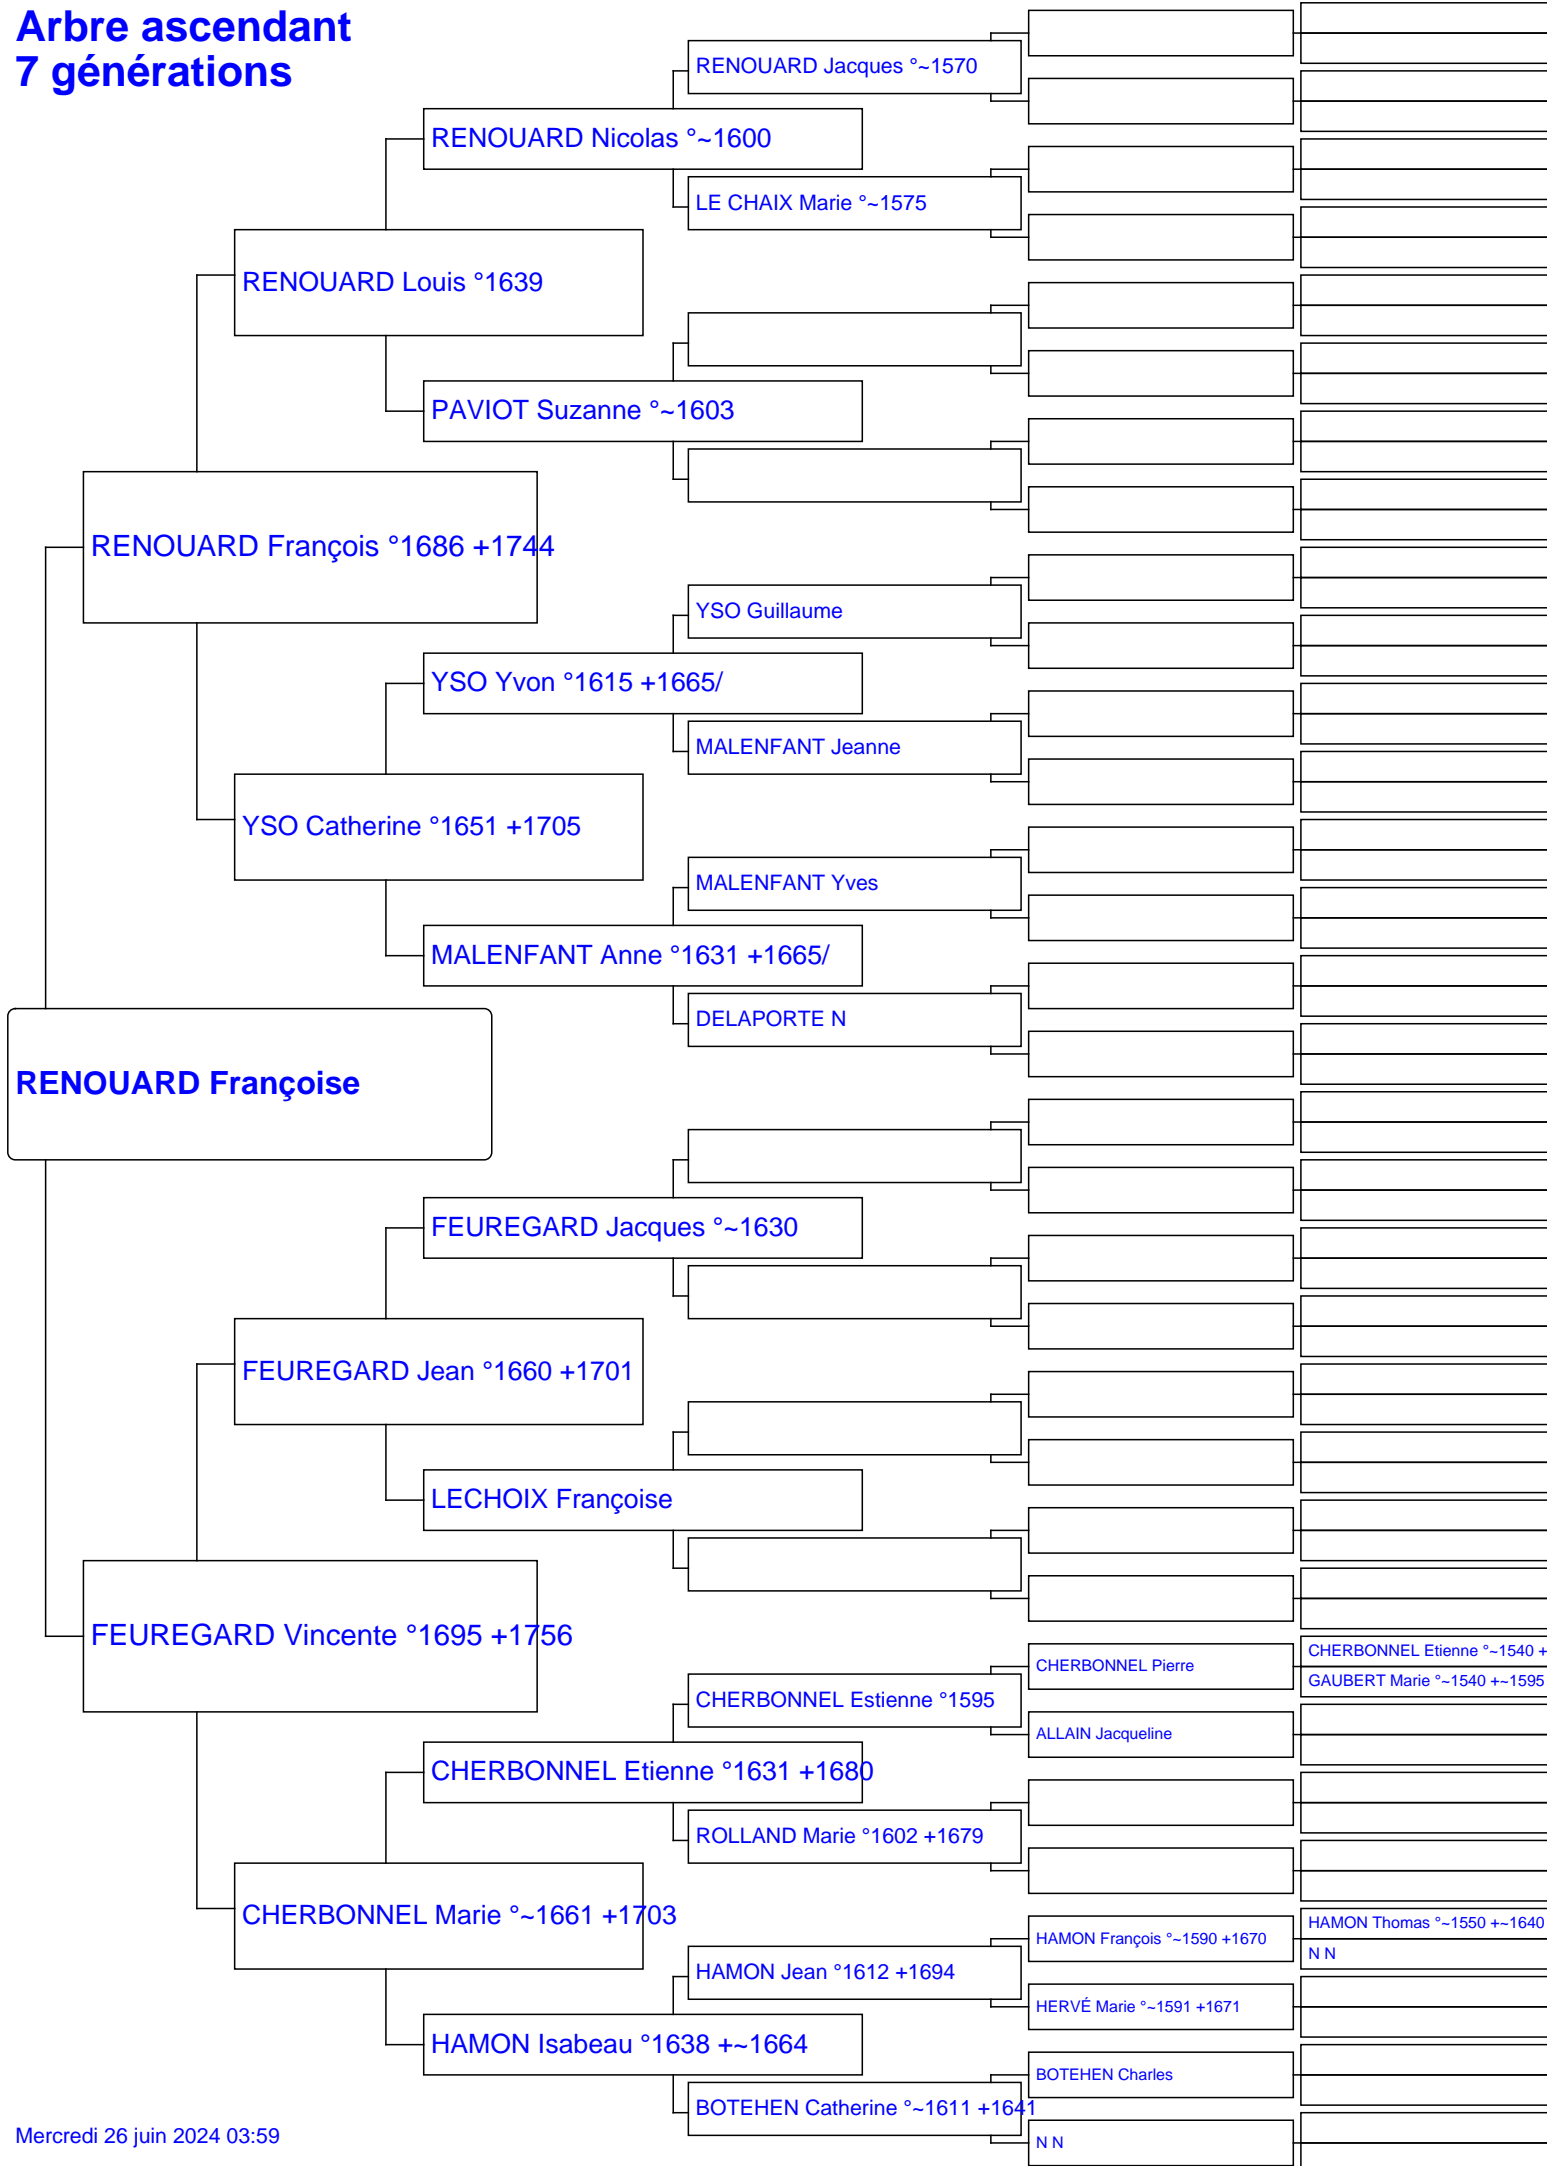 Arbre ascendant
7 générations
RENOUARD Jacques °~1570
RENOUARD Nicolas °~1600
LE CHAIX Marie °~1575
RENOUARD Louis °1639
PAVIOT Suzanne °~1603
RENOUARD François °1686 +1744
YSO Guillaume
YSO Yvon °1615 +1665/
MALENFANT Jeanne
YSO Catherine °1651 +1705
MALENFANT Yves
MALENFANT Anne °1631 +1665/
DELAPORTE N
RENOUARD Françoise
FEUREGARD Jacques °~1630
FEUREGARD Jean °1660 +1701
LECHOIX Françoise
FEUREGARD Vincente °1695 +1756
CHERBONNEL Etienne °~1540 +
CHERBONNEL Pierre
GAUBERT Marie °~1540 +~1595
CHERBONNEL Estienne °1595
ALLAIN Jacqueline
CHERBONNEL Etienne °1631 +1680
ROLLAND Marie °1602 +1679
CHERBONNEL Marie °~1661 +1703
HAMON Thomas °~1550 +~1640
HAMON François °~1590 +1670
N N
HAMON Jean °1612 +1694
HERVÉ Marie °~1591 +1671
HAMON Isabeau °1638 +~1664
BOTEHEN Charles
BOTEHEN Catherine °~1611 +1641
N N
Mercredi 26 juin 2024 03:59